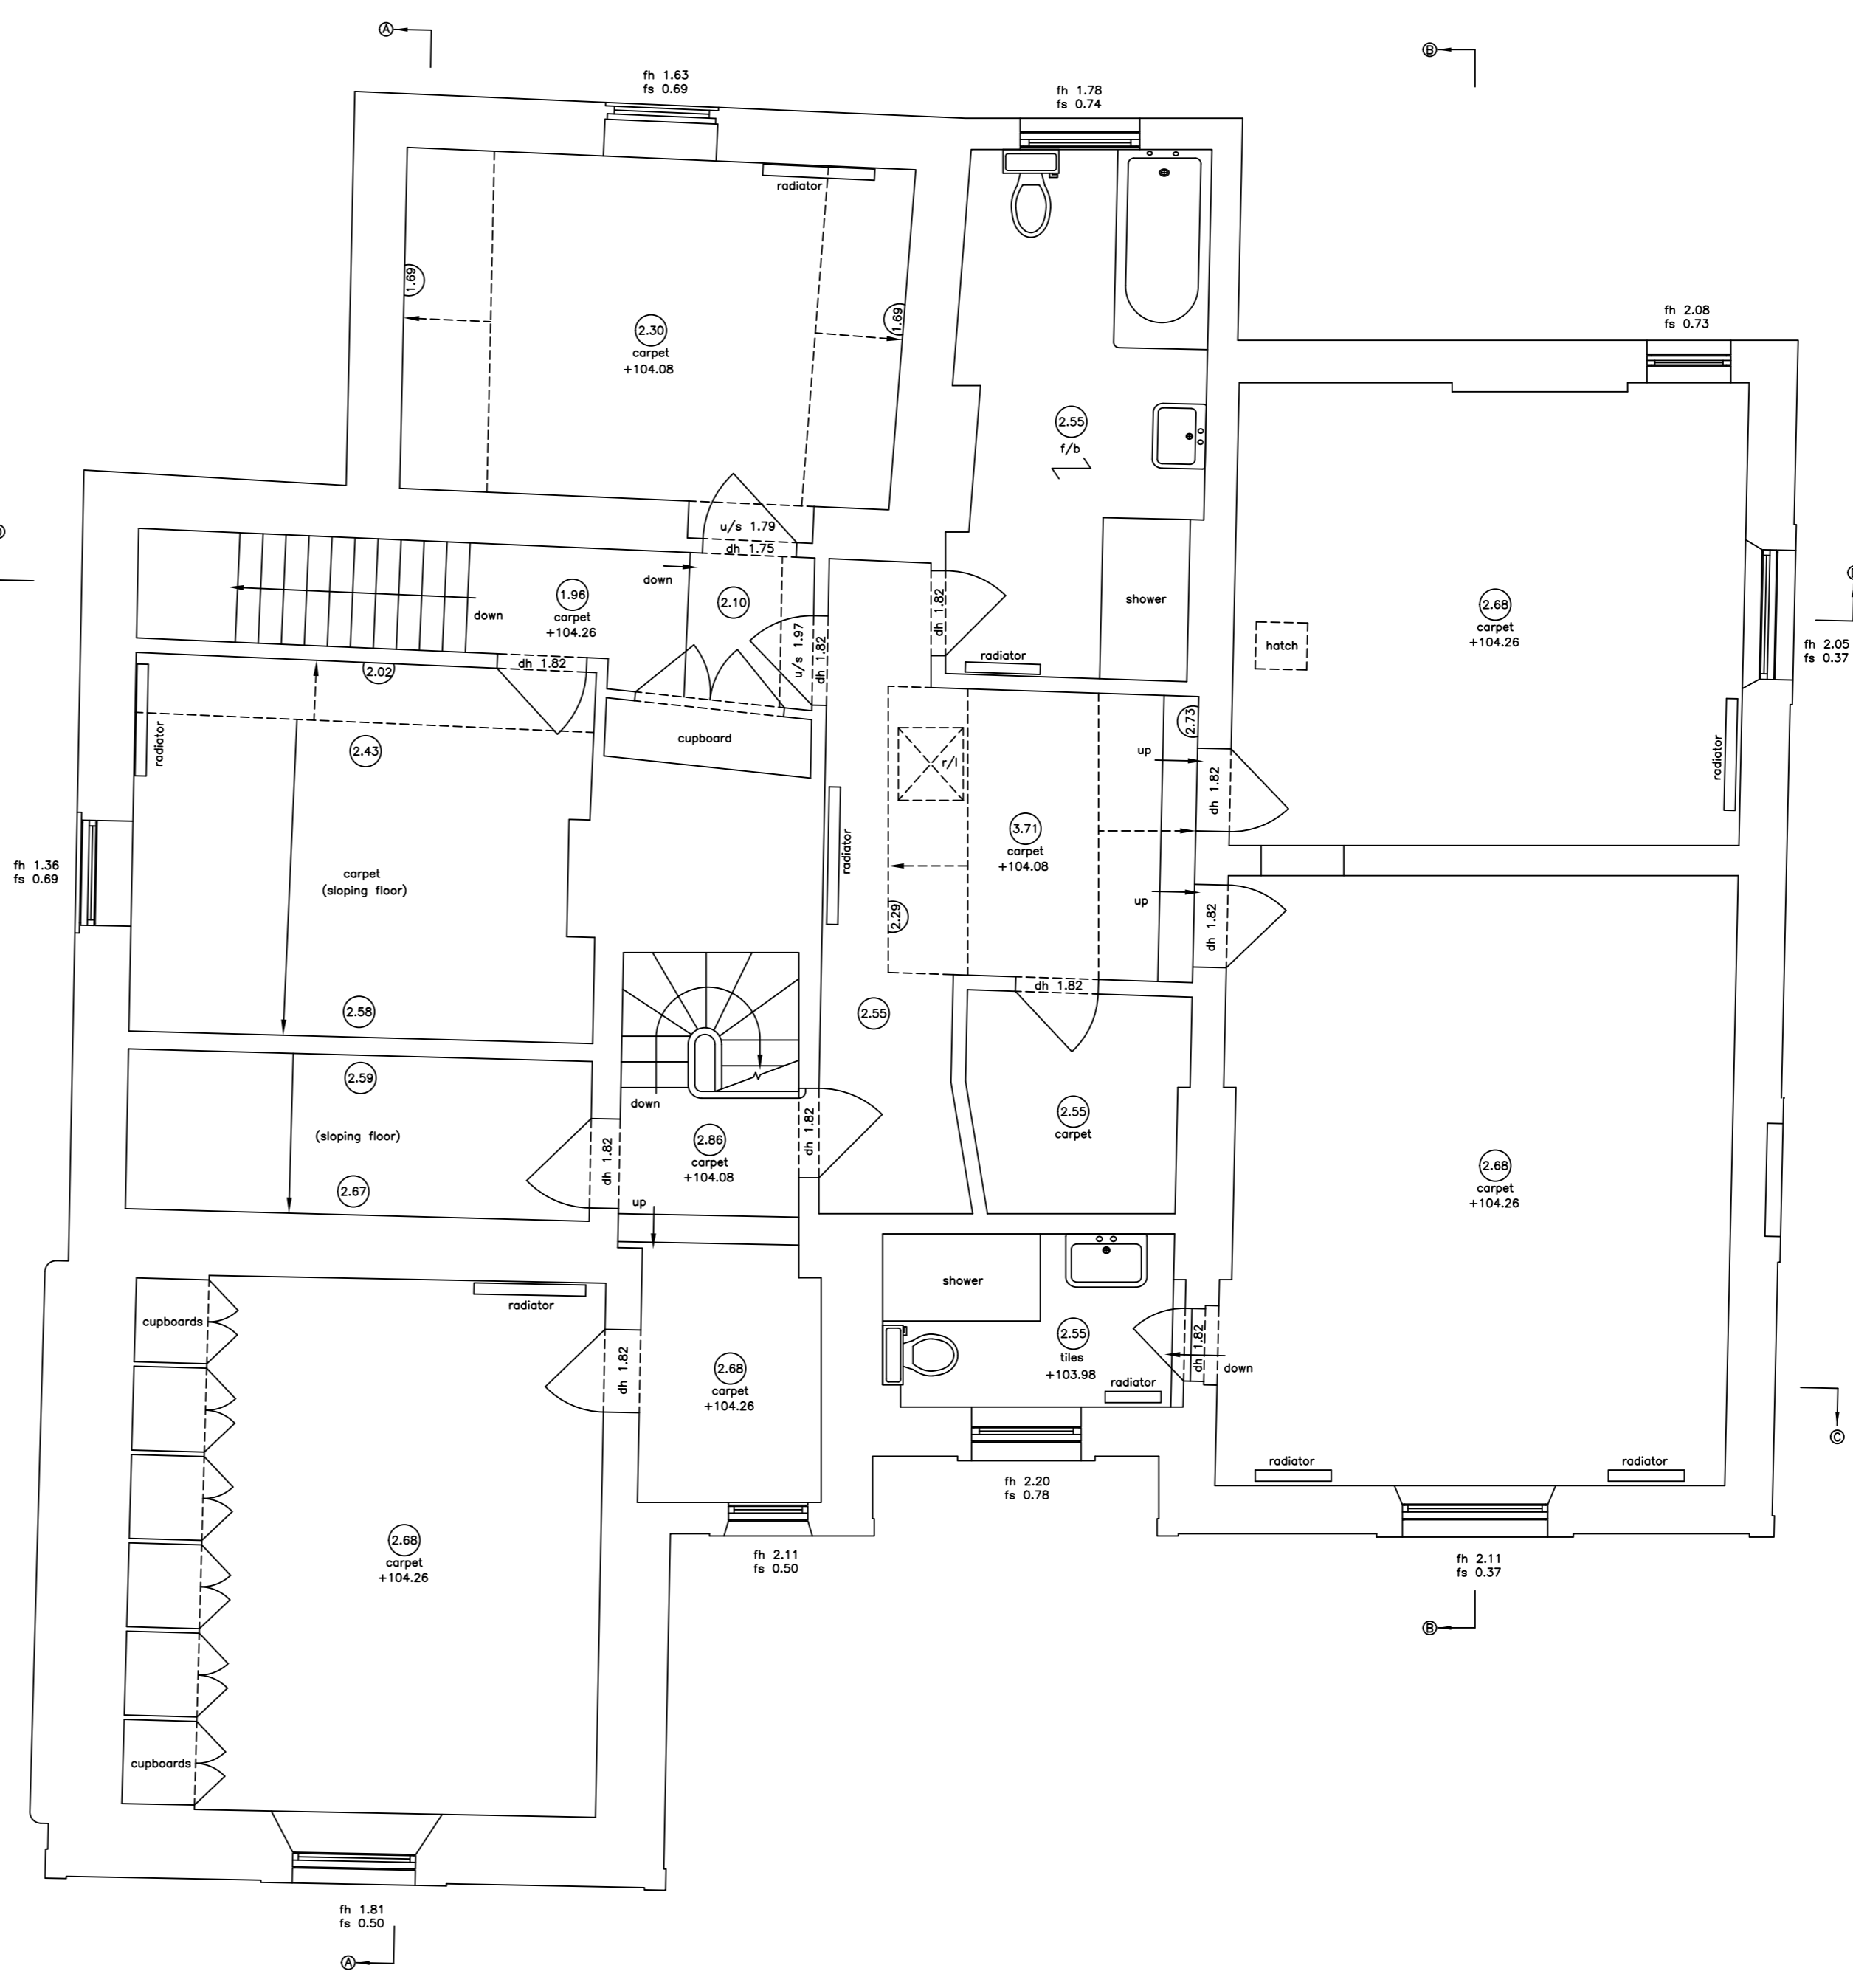 A
B
fh 1.63
fs 0.69
fh 1.78
fs 0.74
radiator
1.69
1.69
2.30
carpet
+104.08
fh 2.08
fs 0.73
2.55
f/b
u/s 1.79
dh 1.75
down
2.10
1.96
carpet
+104.26
down
dh 1.82
u/s 1.97
dh 1.82
dh 1.82
shower
radiator
2.68
carpet
+104.26
hatch
fh 2.05
fs 0.37
radiator
2.02
radiator
2.43
cupboard
r/l
2.73
up
dh 1.82
carpet
(sloping floor)
fh 1.36
fs 0.69
radiator
3.71
carpet
+104.08
up
2.29
dh 1.82
dh 1.82
2.58
2.55
2.59
(sloping floor)
2.67
down
dh 1.82
2.86
carpet
+104.08
dh 1.82
up
2.55
carpet
2.68
carpet
+104.26
shower
radiator
cupboards
dh 1.82
2.68
carpet
+104.26
2.55
tiles
+103.98
radiator
dh 1.82
down
C
radiator
radiator
fh 2.20
fs 0.78
2.68
carpet
+104.26
fh 2.11
fs 0.50
fh 2.11
fs 0.37
B
cupboards
fh 1.81
fs 0.50
A